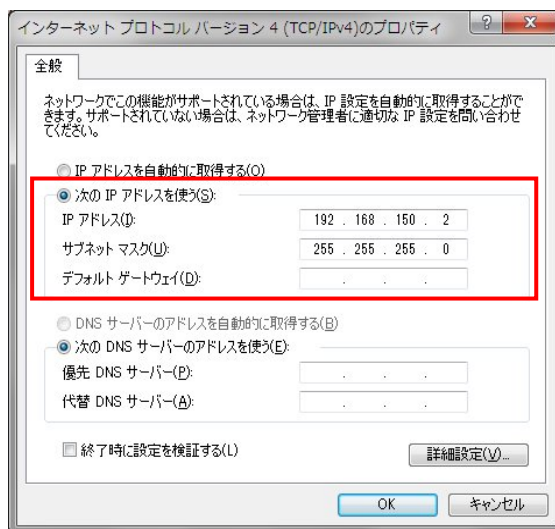 インターネット プロトコル バージョン 4 (TCP/IPv4)のプロパティ
全般
ネットワークでこの機能がサポートされている場合は、IP 設定を自動的に取得することがで
きます。サポートされていない場合は、ネットワーク管理者に適切な IP 設定を問い合わせ
てください。
IP アドレスを自動的に取得する(O)
次の IP アドレスを使う(S):
IP アドレス(I): 192 . 168 . 150 . 2
サブネット マスク(U): 255 . 255 . 255 . 0
デフォルト ゲートウェイ(D): . . .
DNS サーバーのアドレスを自動的に取得する(B)
次の DNS サーバーのアドレスを使う(E):
優先 DNS サーバー(P): . . .
代替 DNS サーバー(A): . . .
終了時に設定を検証する(L)
詳細設定(V)...
OK キャンセル